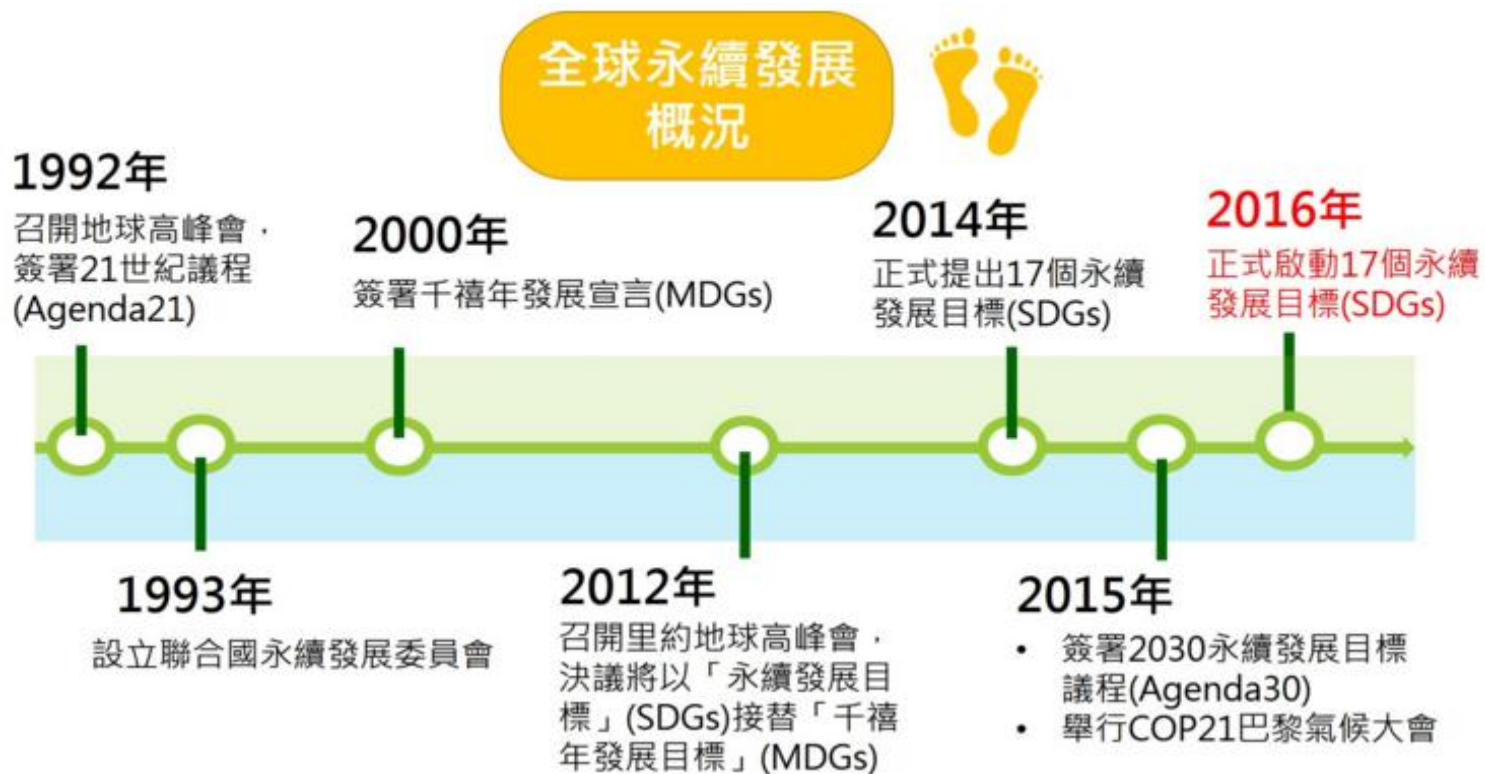 全球永續發展
概況
1992年
召開地球高峰會，
簽署21世紀議程
(Agenda21)
2000年
簽署千禧年發展宣言(MDGs)
2014年
正式提出17個永續
發展目標(SDGs)
2016年
正式啟動17個永續
發展目標(SDGs)
1993年
設立聯合國永續發展委員會
2012年
召開里約地球高峰會，
決議將以「永續發展目
標」(SDGs)接替「千禧
年發展目標」(MDGs)
2015年
• 簽署2030永續發展目標
議程(Agenda30)
• 舉行COP21巴黎氣候大會